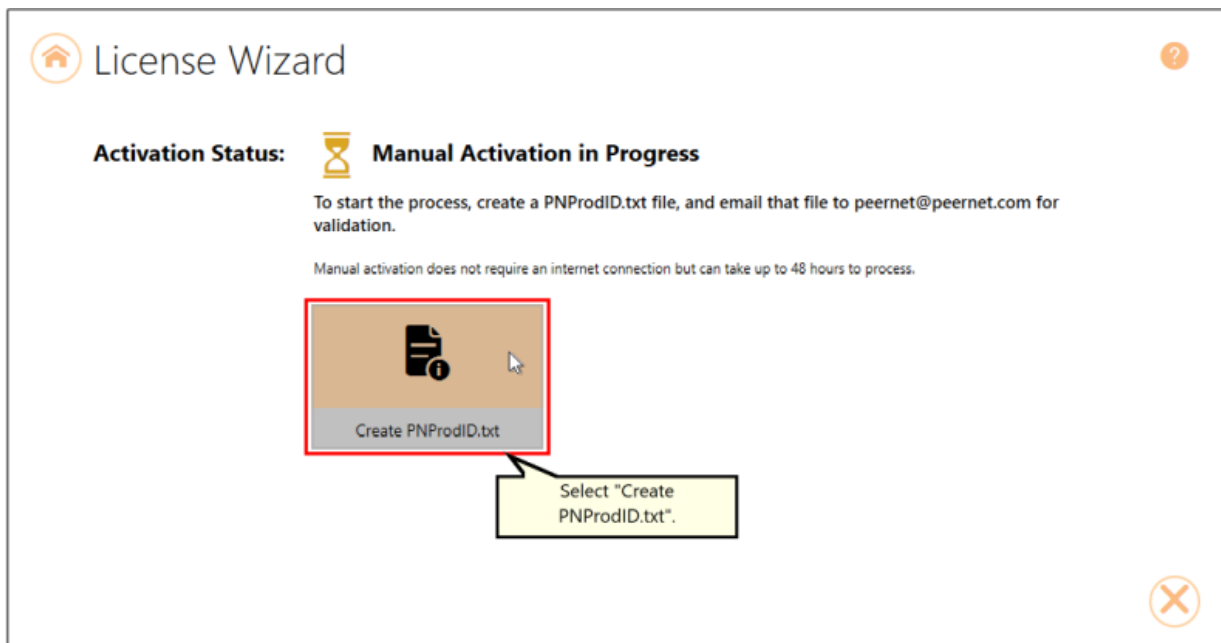 License Wizard
?
Activation Status:
Manual Activation in Progress
To start the process, create a PNProdID.txt file, and email that file to peernet@peernet.com for
validation.
Manual activation does not require an internet connection but can take up to 48 hours to process.
Create PNProdID.txt
Select "Create
PNProdID.txt".